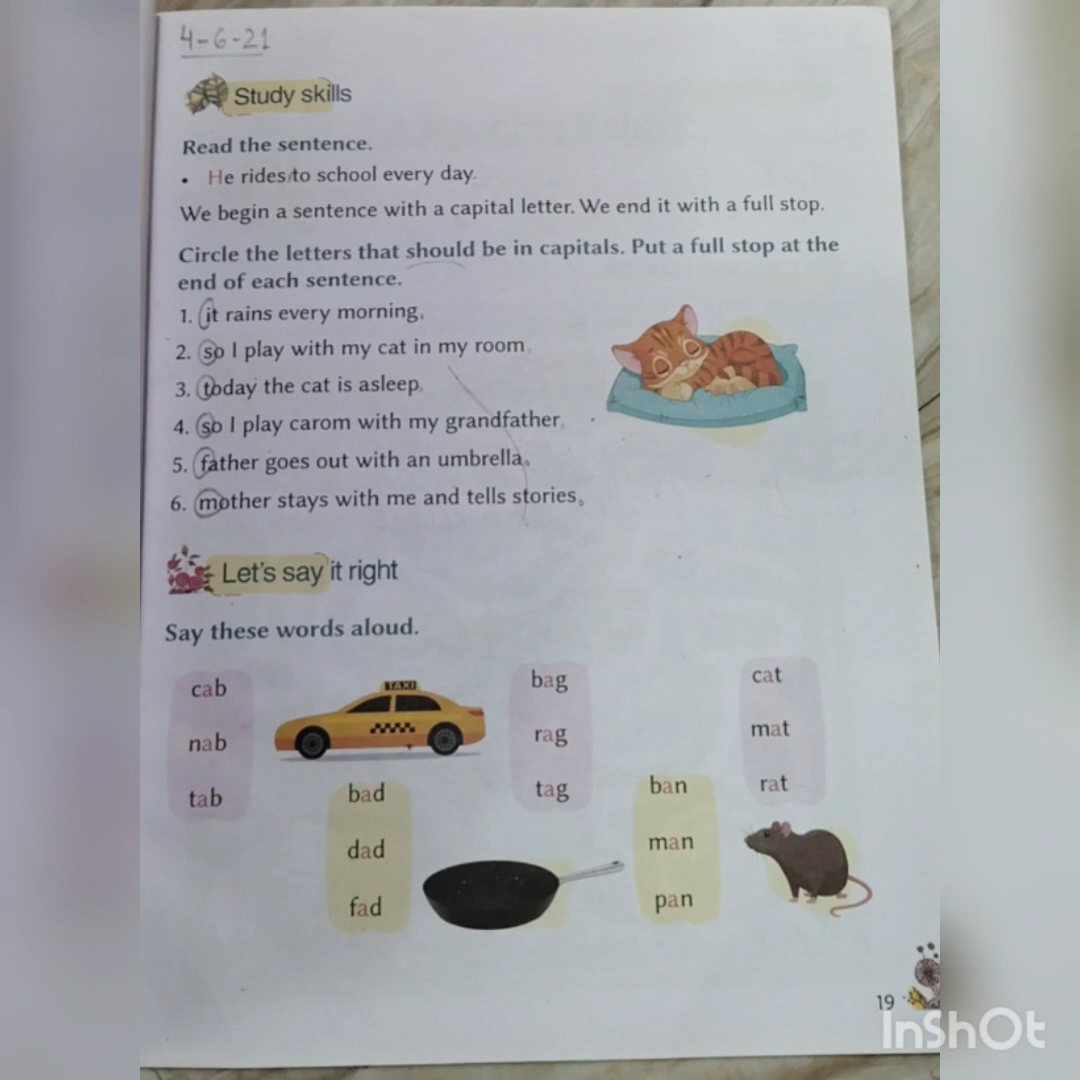 4-6-21
Study skills
Read the sentence.
• He rides to school every day.
We begin a sentence with a capital letter. We end it with a full stop.
Circle the letters that should be in capitals. Put a full stop at the
end of each sentence.
1. it rains every morning.
2. so I play with my cat in my room.
3. today the cat is asleep.
4. so I play carom with my grandfather.
5. father goes out with an umbrella.
6. mother stays with me and tells stories.
Let's say it right
Say these words aloud.
cab
nab
tab
TAXI
bad
dad
fad
bag
rag
tag
ban
man
pan
cat
mat
rat
19
InShOt